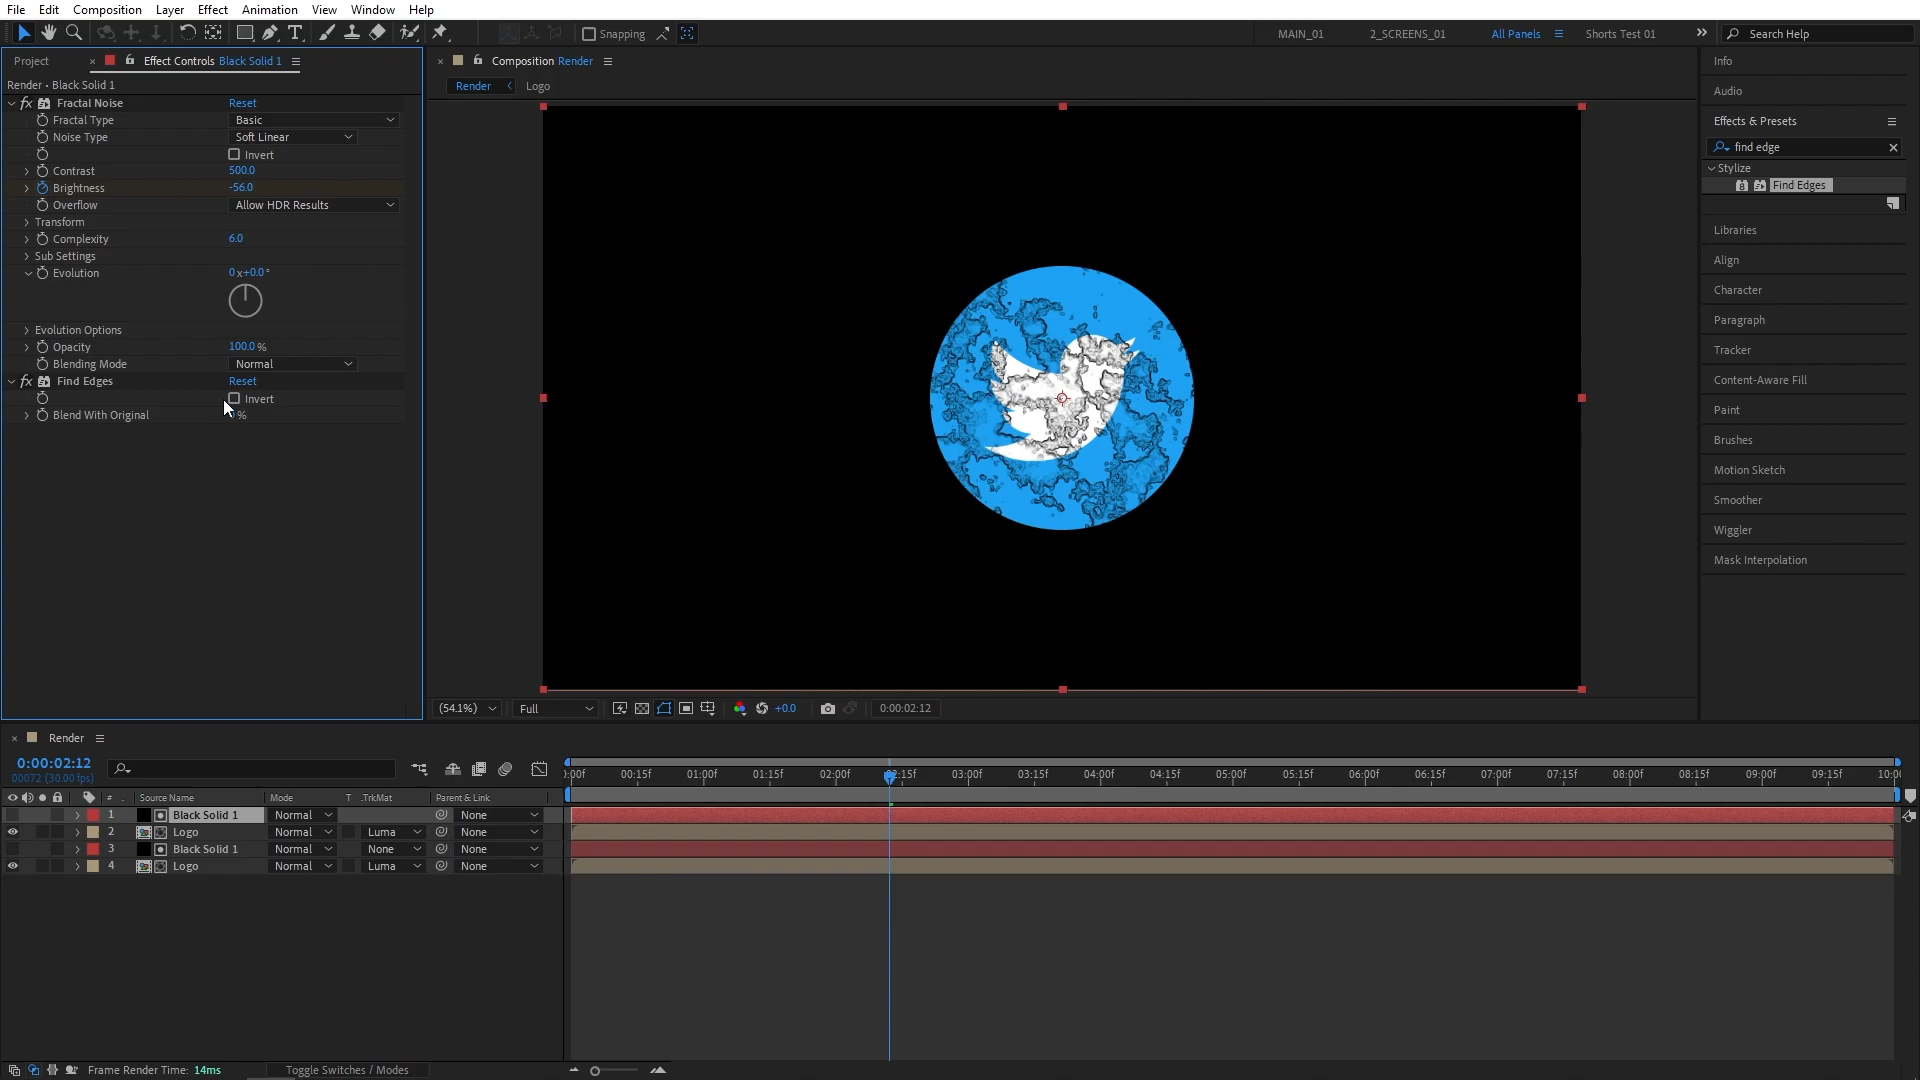 File Edit Composition Layer Effect Animation View Window Help
Snapping
MAIN_01 2_SCREENS_01 All Panels Shorts Test 01 Search Help
Project Effect Controls Black Solid 1
Render • Black Solid 1
fx Fractal Noise Reset
Fractal Type Basic
Noise Type Soft Linear
Invert
Contrast 500.0
Brightness -56.0
Overflow Allow HDR Results
Transform
Complexity 6.0
Sub Settings
Evolution 0x+0.0°
Evolution Options
Opacity 100.0 %
Blending Mode Normal
fx Find Edges Reset
Invert
Blend With Original %
Composition Render
Render Logo
(54.1%) Full +0.0 0:00:02:12
Info
Audio
Effects & Presets
find edge
Stylize
8 Find Edges
Libraries
Align
Character
Paragraph
Tracker
Content-Aware Fill
Paint
Brushes
Motion Sketch
Smoother
Wiggler
Mask Interpolation
Render
0:00:02:12
00072 (30.00 fps)
:00f 00:15f 01:00f 01:15f 02:00f 02:15f 03:00f 03:15f 04:00f 04:15f 05:00f 05:15f 06:00f 06:15f 07:00f 07:15f 08:00f 08:15f 09:00f 09:15f 10:0
# Source Name Mode T .TrkMat Parent & Link
1 Black Solid 1 Normal None
2 Logo Normal Luma None
3 Black Solid 1 Normal None None
4 Logo Normal Luma None
Frame Render Time: 14ms Toggle Switches / Modes